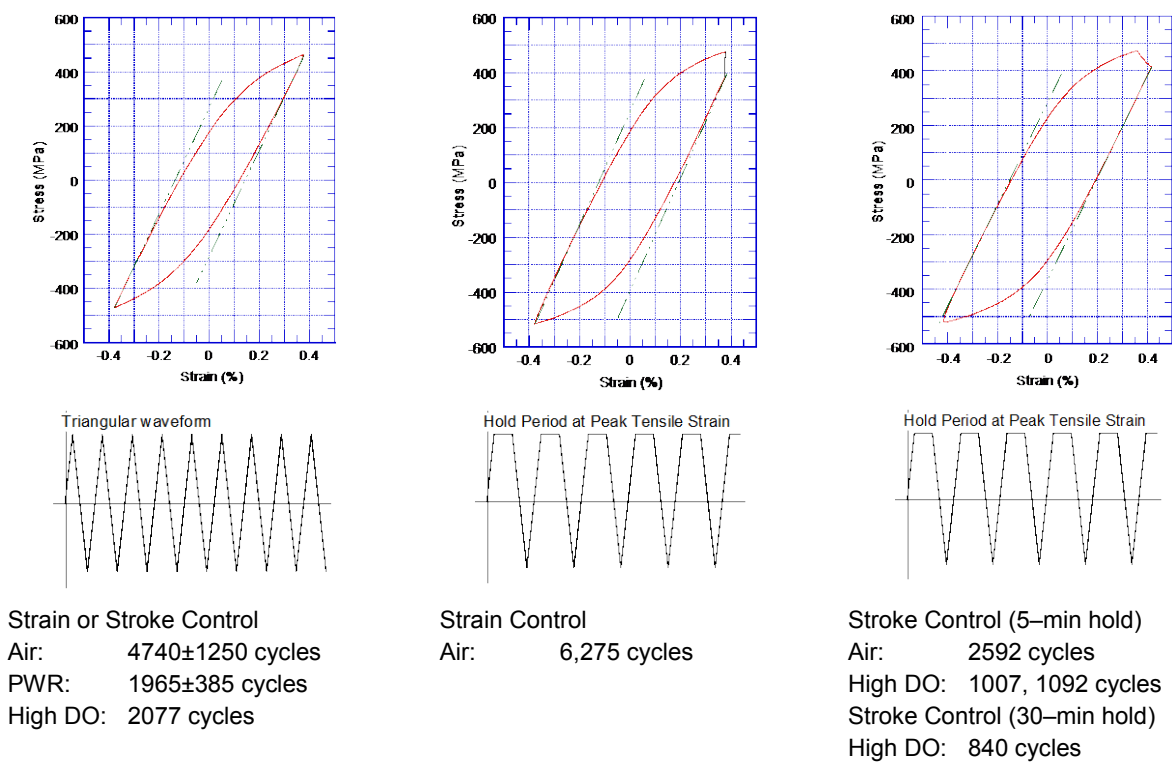 600
400
200
0
-200
-400
-600
Stress (MPa)
-0.4 -0.2 0 0.2 0.4
Strain (%)
600
400
200
0
-200
-400
-600
Stress (MPa)
-0.4 -0.2 0 0.2 0.4
Strain (%)
600
400
200
0
-200
-400
-600
Stress (MPa)
-0.4 -0.2 0 0.2 0.4
Strain (%)
Triangular waveform
Hold Period at Peak Tensile Strain
Hold Period at Peak Tensile Strain
Strain or Stroke Control
Air: 4740±1250 cycles
PWR: 1965±385 cycles
High DO: 2077 cycles
Strain Control
Air: 6,275 cycles
Stroke Control (5–min hold)
Air: 2592 cycles
High DO: 1007, 1092 cycles
Stroke Control (30–min hold)
High DO: 840 cycles